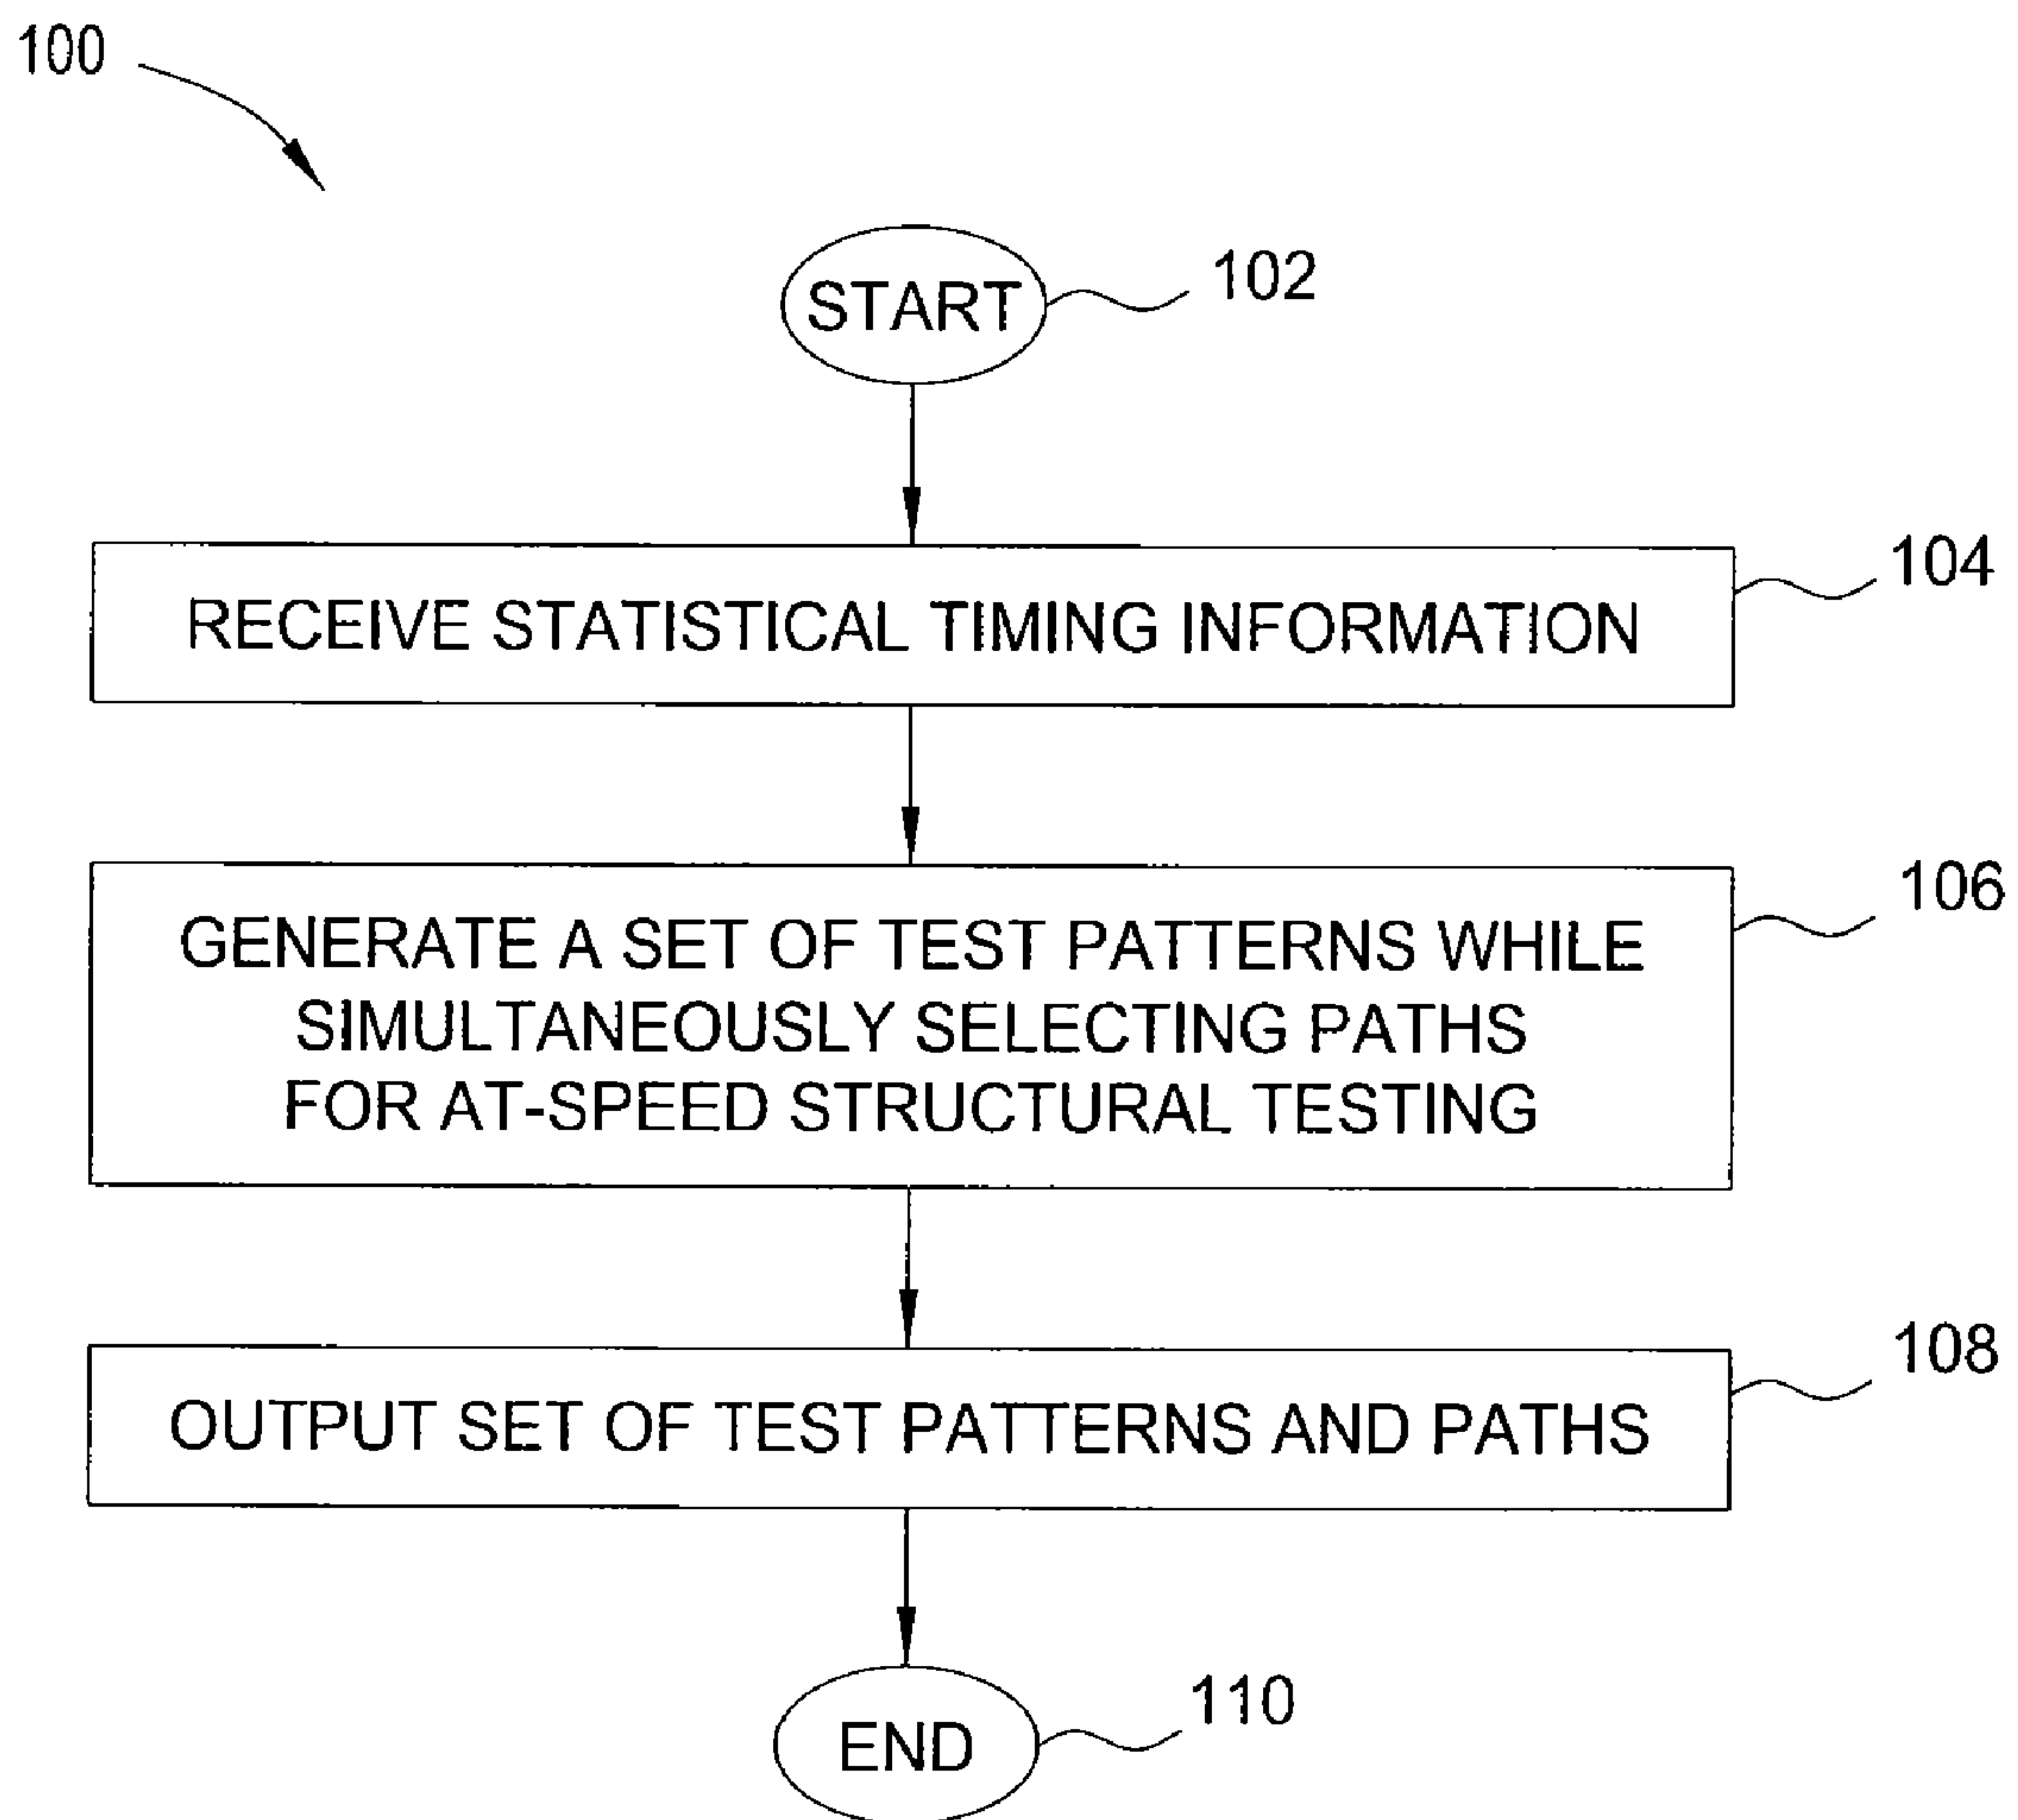 100
START
102
RECEIVE STATISTICAL TIMING INFORMATION
104
GENERATE A SET OF TEST PATTERNS WHILE
SIMULTANEOUSLY SELECTING PATHS
FOR AT-SPEED STRUCTURAL TESTING
106
OUTPUT SET OF TEST PATTERNS AND PATHS
108
END
110